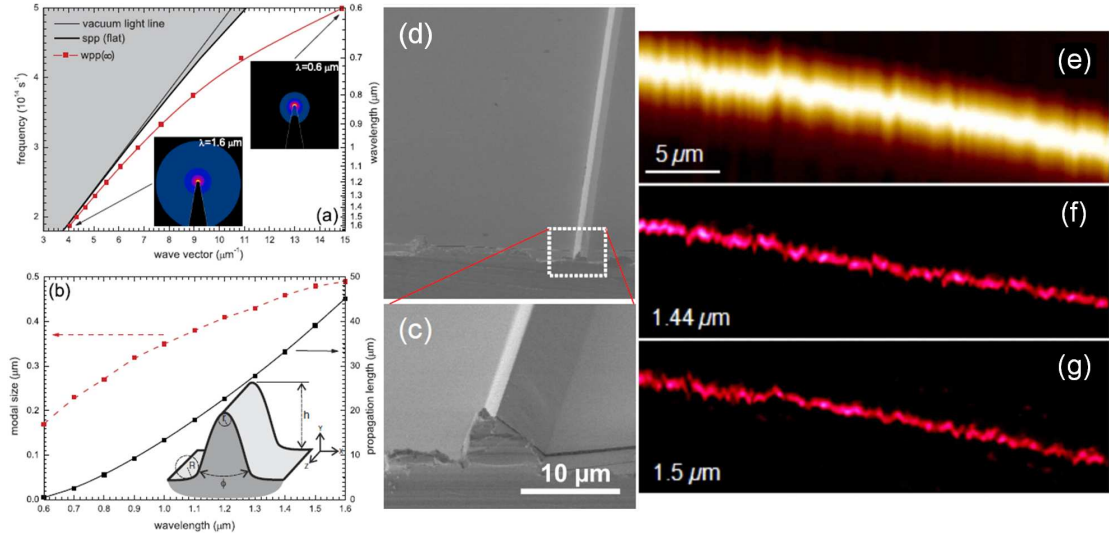 5
4
3
2
frequency (10¹⁴ s⁻¹)
vacuum light line
spp (flat)
wpp(∞)
λ=0.6 µm
λ=1.6 µm
(a)
0.6
0.7
0.8
0.9
1
1.1
1.2
1.3
1.4
1.5
1.6
wavelength (µm)
3 4 5 6 7 8 9 10 11 12 13 14 15
wave vector (µm⁻¹)
(b)
0.5
0.4
0.3
0.2
0.1
0.0
modal size (µm)
50
40
30
20
10
0
propagation length (µm)
h
r
R
ϕ
Y
X
Z
0.6 0.7 0.8 0.9 1.0 1.1 1.2 1.3 1.4 1.5 1.6
wavelength (µm)
(d)
(c)
10 µm
(e)
5 µm
(f)
1.44 µm
(g)
1.5 µm